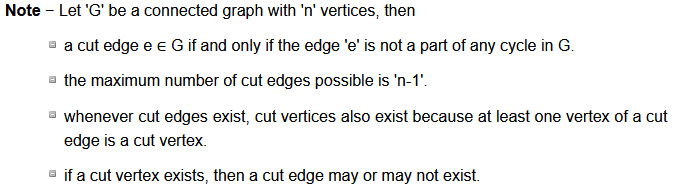 Note − Let 'G' be a connected graph with 'n' vertices, then
a cut edge e ∈ G if and only if the edge 'e' is not a part of any cycle in G.
the maximum number of cut edges possible is 'n-1'.
whenever cut edges exist, cut vertices also exist because at least one vertex of a cut
edge is a cut vertex.
if a cut vertex exists, then a cut edge may or may not exist.